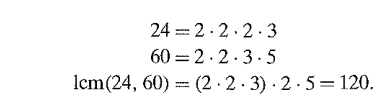 24 = 2 · 2 · 2 · 3
60 = 2 · 2 · 3 · 5
lcm(24, 60) = (2 · 2 · 3) · 2 · 5 = 120.